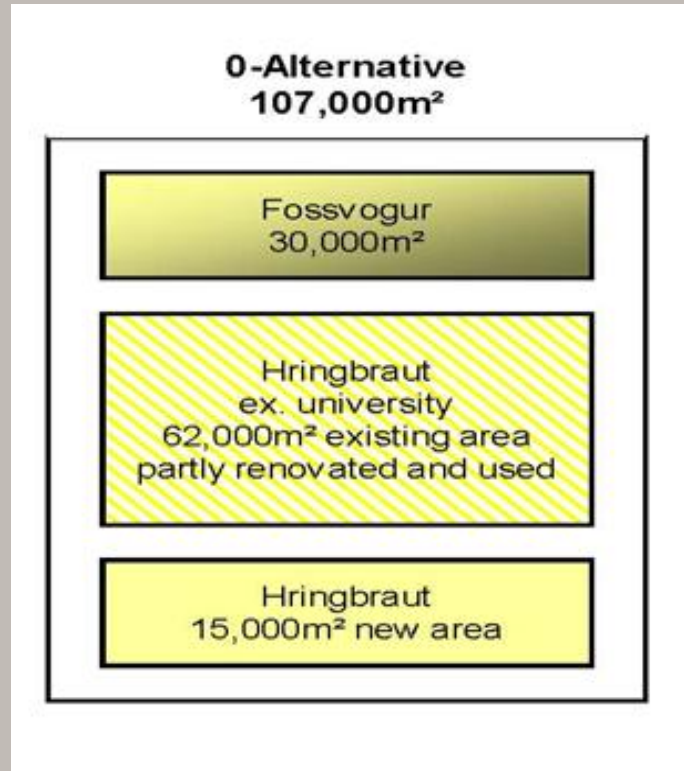 0-Alternative
107,000m²
Fossvogur
30,000m²
Hringbraut
ex. university
62,000m² existing area
partly renovated and used
Hringbraut
15,000m² new area